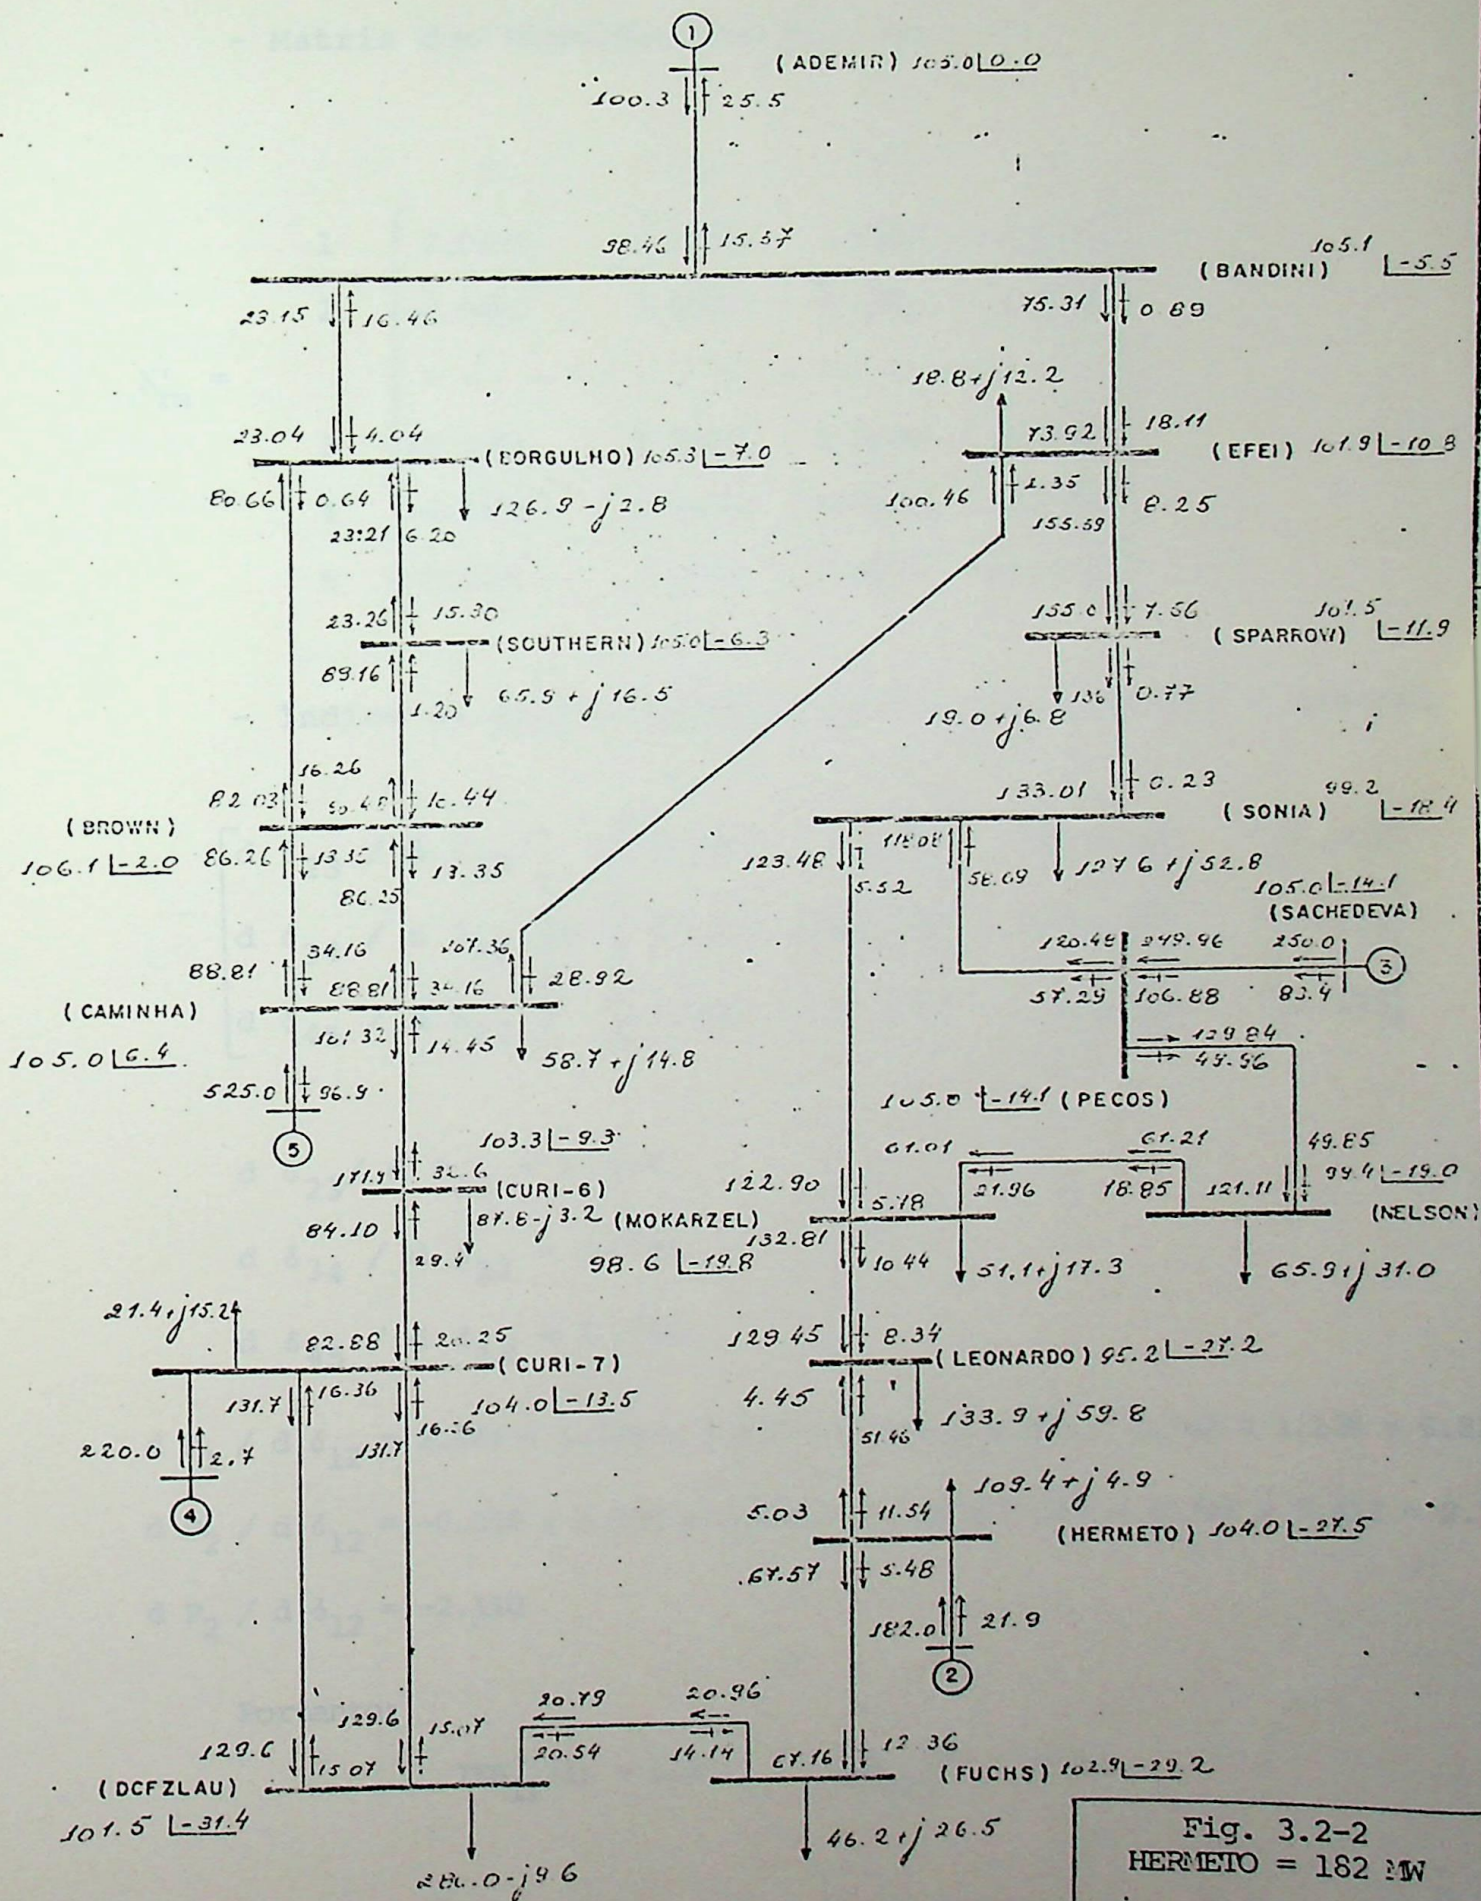 1
(ADEMIR) 105.0 0.0
100.3 25.5
98.46 15.37
105.1
(BANDINI) -5.5
23.15 16.46
75.31 0.89
18.8+j12.2
23.04 4.04
73.92 18.11
(BORGULHO) 105.3 -7.0
(EFEI) 101.9 -10.8
80.66 0.64
126.9 -j2.8
100.46 1.35
8.25
23.21 6.20
155.59
23.26 15.30
155.0 7.56
101.5
(SOUTHERN) 105.0 -6.3
(SPARROW) -11.9
89.16
1.20
65.9 + j16.5
136 0.77
19.0+j6.8
16.26
82.03 90.48 10.44
133.01 0.23
99.2
(BROWN)
(SONIA) -18.4
106.1 -2.0
86.26 13.35 13.35
86.25
123.48 118.08
5.52 58.09
127.6 + j52.8
105.0 -14.1
(SACHEDEVA)
34.16
107.36
88.81 88.81 34.16
28.92
120.48 249.96 250.0
3
57.29 106.88 83.4
(CAMINHA)
105.0 6.4
14.45
58.7 + j14.8
129.84
49.96
525.0 96.9
105.0 -14.1 (PECOS)
5
103.3 -9.3
171.9 32.6
61.01 61.21
49.85
(CURI-6)
122.90 5.78
21.96 18.85
121.11
99.4 -19.0
(NELSON)
84.10
29.4
87.6-j3.2 (MOKARZEL)
98.6 -19.8
132.81 10.44
51.1+j17.3
65.9+j31.0
21.4+j15.2
82.88 20.25
129.45 8.34
(CURI-7)
(LEONARDO) 95.2 -27.2
131.7 16.36
104.0 -13.5
131.7
4.45
51.46
133.9 + j59.8
220.0 2.7
4
109.4 + j4.9
5.03 11.54
(HERMETO) 104.0 -27.5
67.57 5.48
182.0 21.9
2
20.79 20.96
129.6 15.07
129.6 15.07
20.54 14.14
67.16 12.36
(DCFZLAU)
(FUCHS) 102.9 -29.2
101.5 -31.4
46.2+j26.5
Fig. 3.2-2
HERMETO = 182 MW